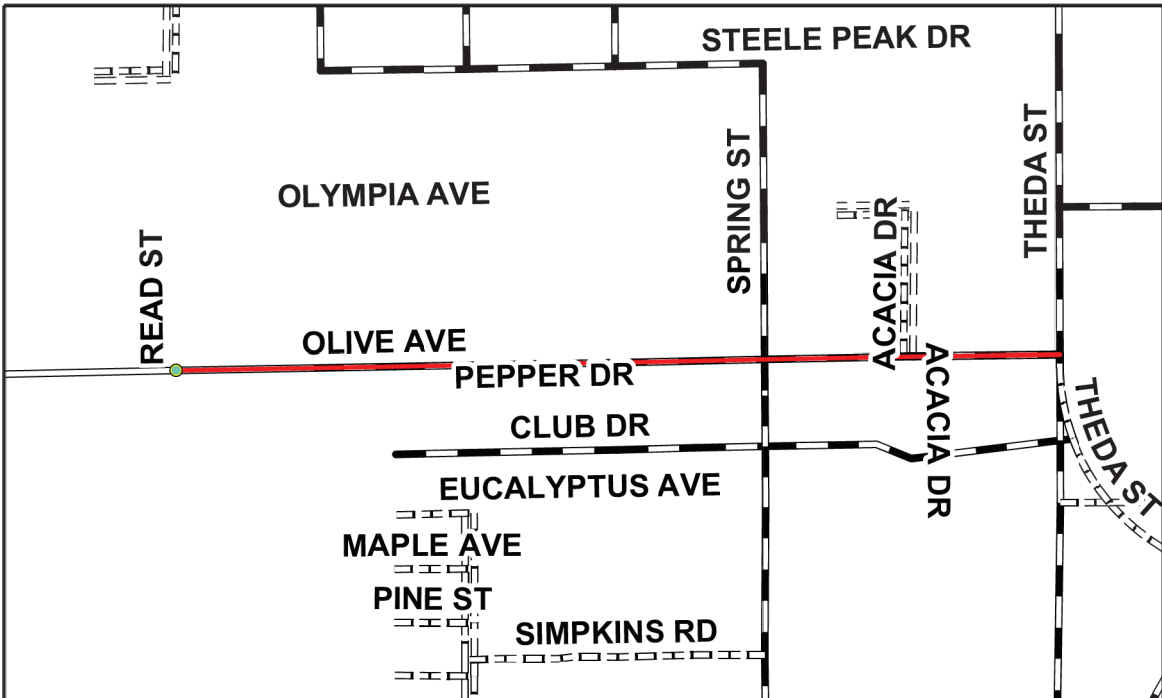 STEELE PEAK DR
THEDA ST
SPRING ST
OLYMPIA AVE
ACACIA DR
READ ST
OLIVE AVE
PEPPER DR
ACACIA DR
THEDA ST
CLUB DR
EUCALYPTUS AVE
MAPLE AVE
PINE ST
SIMPKINS RD